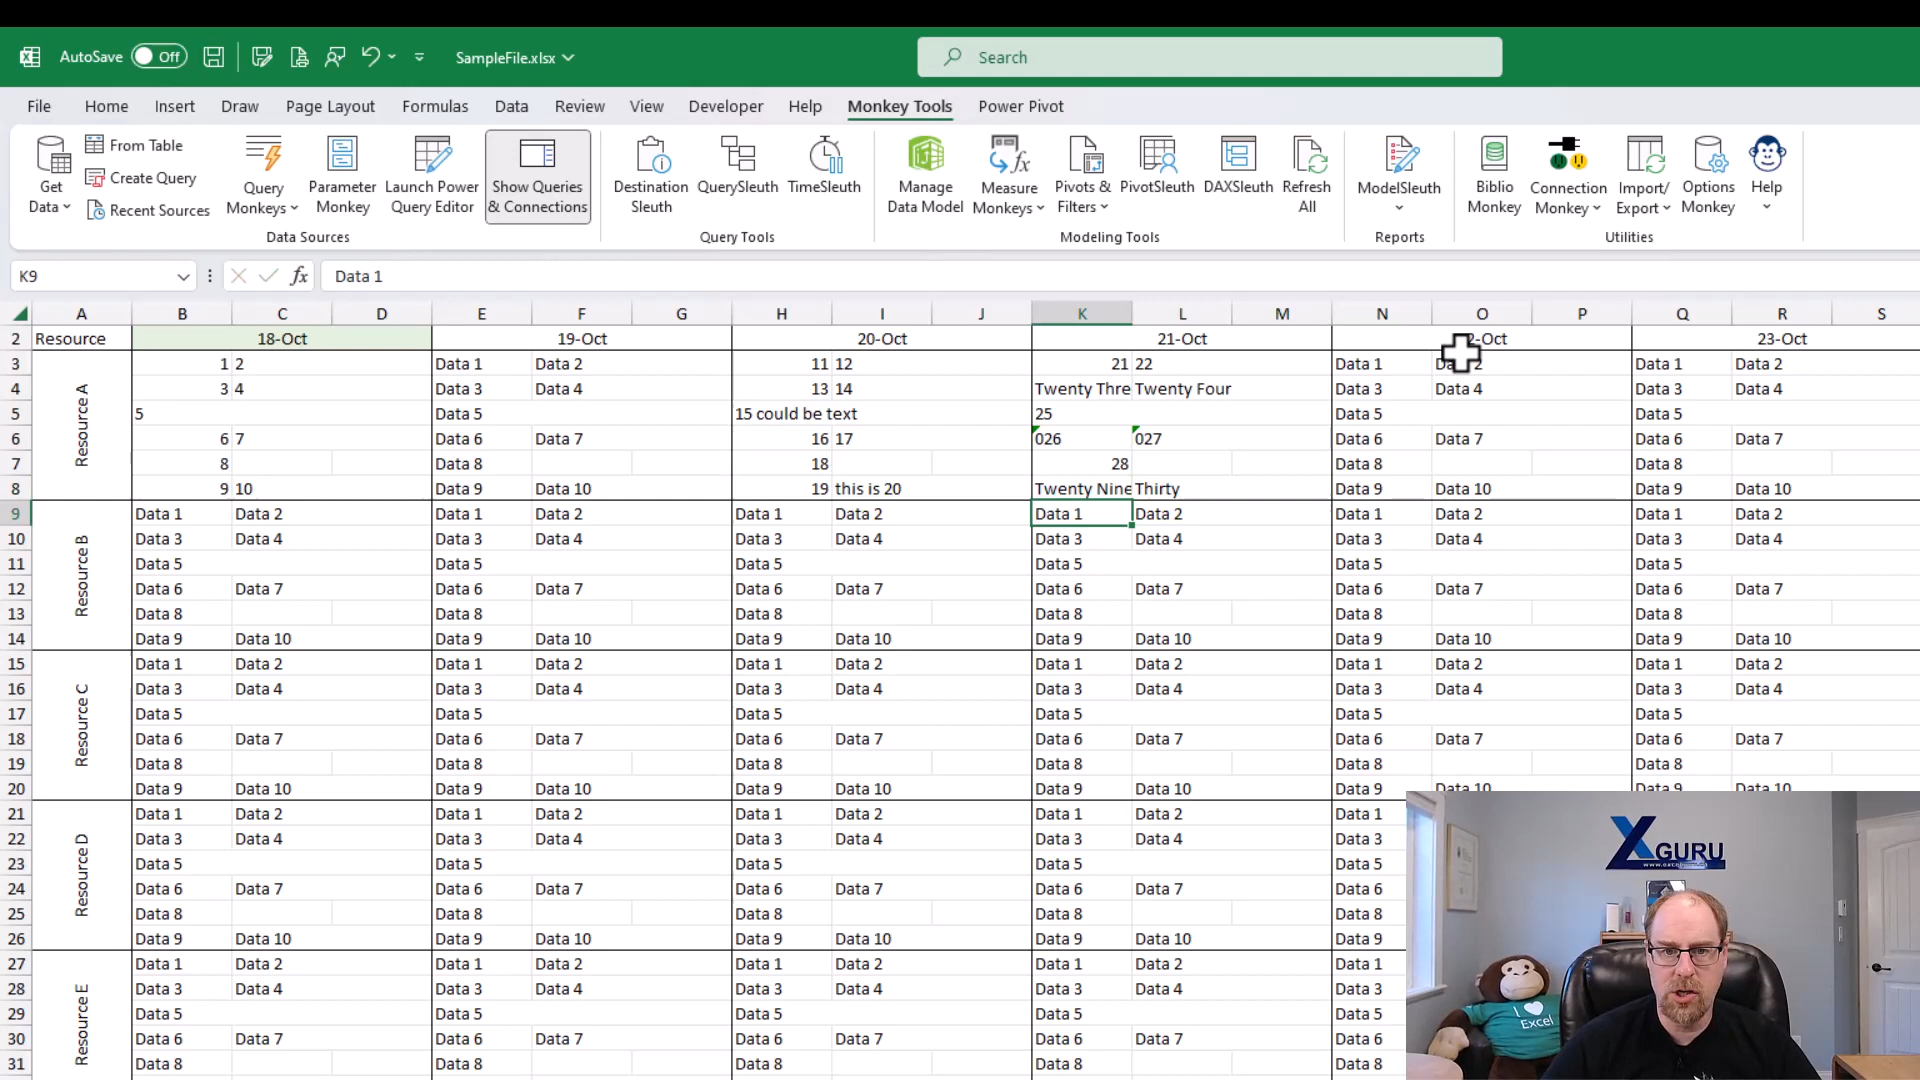 AutoSave Off SampleFile.xlsx Search
File Home Insert Draw Page Layout Formulas Data Review View Developer Help Monkey Tools Power Pivot
Get Data
From Table
Create Query
Recent Sources
Query Monkeys
Parameter Monkey
Launch Power Query Editor
Show Queries & Connections
Data Sources
Destination Sleuth
QuerySleuth
TimeSleuth
Query Tools
Manage Data Model
Measure Monkeys
Pivots & Filters
PivotSleuth
DAXSleuth
Refresh All
Modeling Tools
ModelSleuth
Reports
Biblio Monkey
Connection Monkey
Import/ Export
Options Monkey
Help
Utilities
K9 fx Data 1
A B C D E F G H I J K L M N O P Q R S
2 Resource 18-Oct 19-Oct 20-Oct 21-Oct 2-Oct 23-Oct
3 1 2 Data 1 Data 2 11 12 21 22 Data 1 Da 2 Data 1 Data 2
4 3 4 Data 3 Data 4 13 14 Twenty Thre Twenty Four Data 3 Data 4 Data 3 Data 4
5 5 Data 5 15 could be text 25 Data 5 Data 5
6 6 7 Data 6 Data 7 16 17 026 027 Data 6 Data 7 Data 6 Data 7
7 8 Data 8 18 28 Data 8 Data 8
8 9 10 Data 9 Data 10 19 this is 20 Twenty Nine Thirty Data 9 Data 10 Data 9 Data 10
Resource A
9 Data 1 Data 2 Data 1 Data 2 Data 1 Data 2 Data 1 Data 2 Data 1 Data 2 Data 1 Data 2
10 Data 3 Data 4 Data 3 Data 4 Data 3 Data 4 Data 3 Data 4 Data 3 Data 4 Data 3 Data 4
11 Data 5 Data 5 Data 5 Data 5 Data 5 Data 5
12 Data 6 Data 7 Data 6 Data 7 Data 6 Data 7 Data 6 Data 7 Data 6 Data 7 Data 6 Data 7
13 Data 8 Data 8 Data 8 Data 8 Data 8 Data 8
14 Data 9 Data 10 Data 9 Data 10 Data 9 Data 10 Data 9 Data 10 Data 9 Data 10 Data 9 Data 10
Resource B
15 Data 1 Data 2 Data 1 Data 2 Data 1 Data 2 Data 1 Data 2 Data 1 Data 2 Data 1 Data 2
16 Data 3 Data 4 Data 3 Data 4 Data 3 Data 4 Data 3 Data 4 Data 3 Data 4 Data 3 Data 4
17 Data 5 Data 5 Data 5 Data 5 Data 5 Data 5
18 Data 6 Data 7 Data 6 Data 7 Data 6 Data 7 Data 6 Data 7 Data 6 Data 7 Data 6 Data 7
19 Data 8 Data 8 Data 8 Data 8 Data 8 Data 8
20 Data 9 Data 10 Data 9 Data 10 Data 9 Data 10 Data 9 Data 10 Data 9 Data 10 Data 9 Data 10
Resource C
21 Data 1 Data 2 Data 1 Data 2 Data 1 Data 2 Data 1 Data 2 Data 1
22 Data 3 Data 4 Data 3 Data 4 Data 3 Data 4 Data 3 Data 4 Data 3
23 Data 5 Data 5 Data 5 Data 5 Data 5
24 Data 6 Data 7 Data 6 Data 7 Data 6 Data 7 Data 6 Data 7 Data 6
25 Data 8 Data 8 Data 8 Data 8 Data 8
26 Data 9 Data 10 Data 9 Data 10 Data 9 Data 10 Data 9 Data 10 Data 9
Resource D
27 Data 1 Data 2 Data 1 Data 2 Data 1 Data 2 Data 1 Data 2 Data 1
28 Data 3 Data 4 Data 3 Data 4 Data 3 Data 4 Data 3 Data 4 Data 3
29 Data 5 Data 5 Data 5 Data 5 Data 5
30 Data 6 Data 7 Data 6 Data 7 Data 6 Data 7 Data 6 Data 7 Data 6
31 Data 8 Data 8 Data 8 Data 8 Data 8
Resource E
XGURU
I
Excel